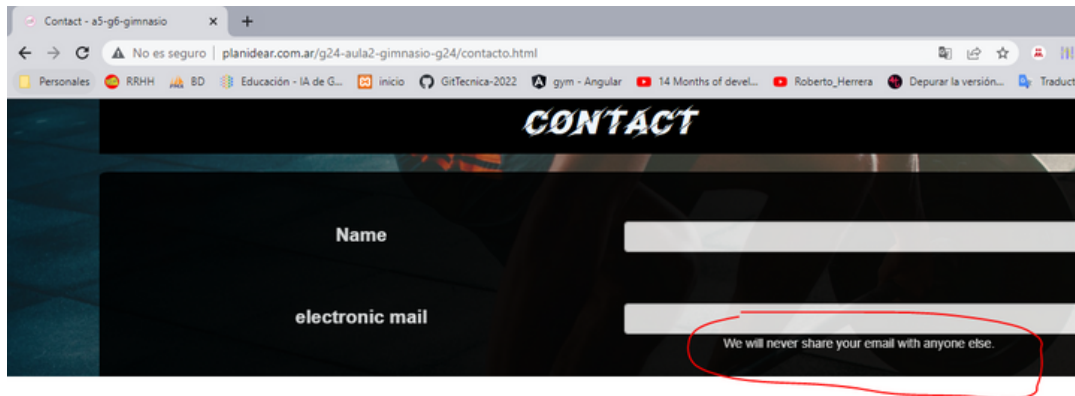 Contact - a5-g6-gimnasio
No es seguro | planidear.com.ar/g24-aula2-gimnasio-g24/contacto.html
Personales RRHH BD Educación - IA de G... inicio GitTecnica-2022 gym - Angular 14 Months of devel... Roberto_Herrera Depurar la versión... Traduct
CONTACT
Name
electronic mail
We will never share your email with anyone else.